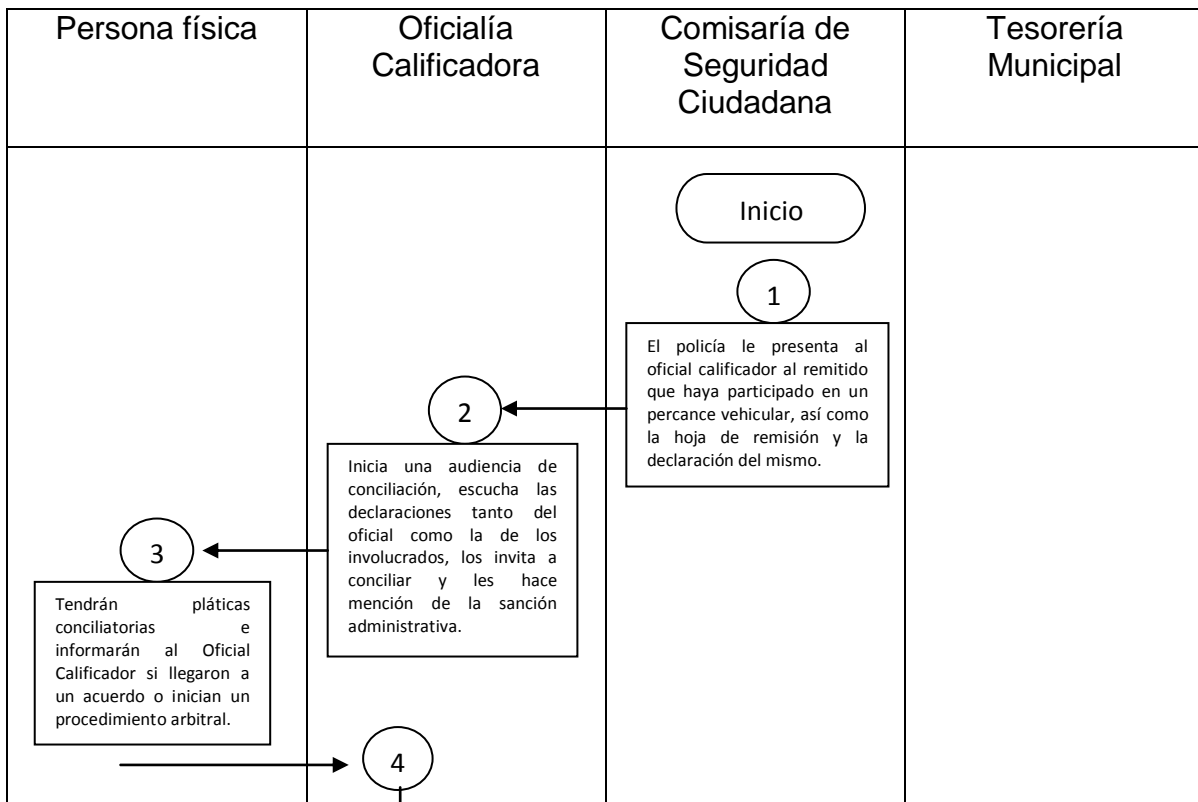 Persona física
Oficialía
Calificadora
Comisaría de
Seguridad
Ciudadana
Tesorería
Municipal
Inicio
1
El policía le presenta al
oficial calificador al remitido
que haya participado en un
percance vehicular, así como
la hoja de remisión y la
declaración del mismo.
2
Inicia una audiencia de
conciliación, escucha las
declaraciones tanto del
oficial como la de los
involucrados, los invita a
conciliar y les hace
mención de la sanción
administrativa.
3
Tendrán pláticas
conciliatorias e
informarán al Oficial
Calificador si llegaron a
un acuerdo o inician un
procedimiento arbitral.
4